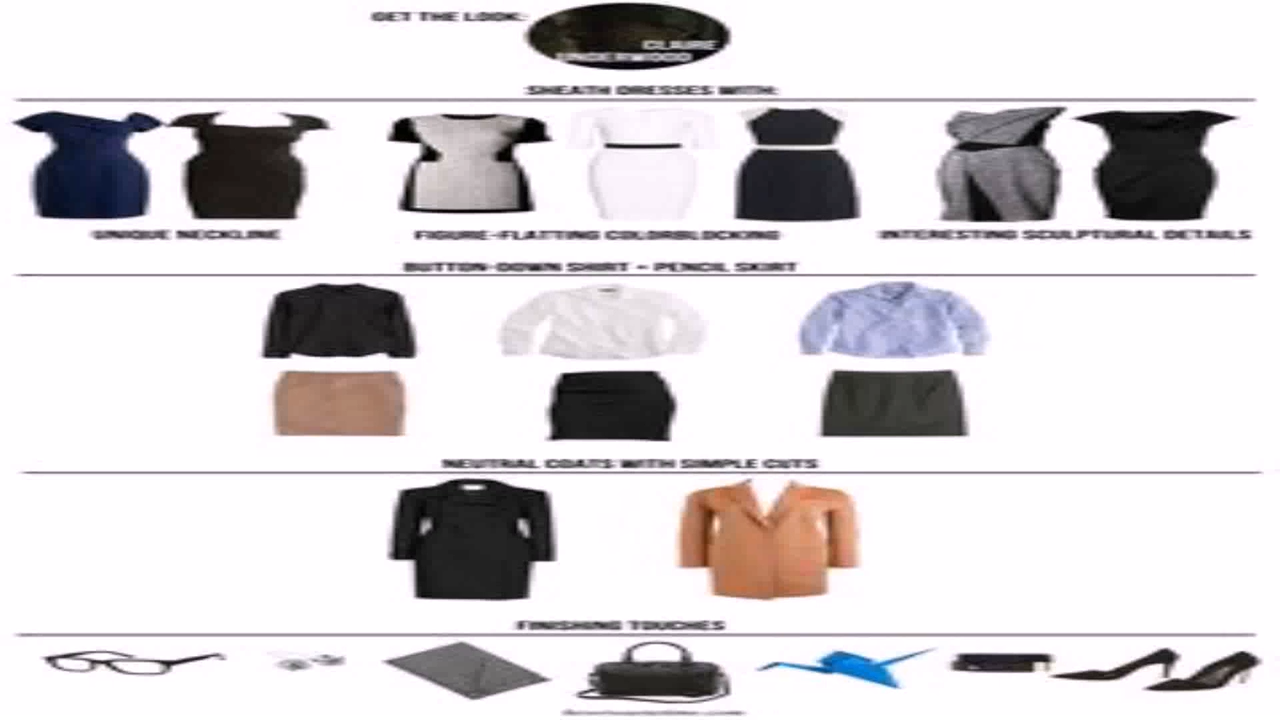 GET THE LOOK:
CLAIRE
UNDERWOOD
SHEATH DRESSES WITH:
UNIQUE NECKLINE
FIGURE-FLATTING COLORBLOCKING
INTERESTING SCULPTURAL DETAILS
BUTTON-DOWN SHIRT + PENCIL SKIRT
NEUTRAL COATS WITH SIMPLE CUTS
FINISHING TOUCHES